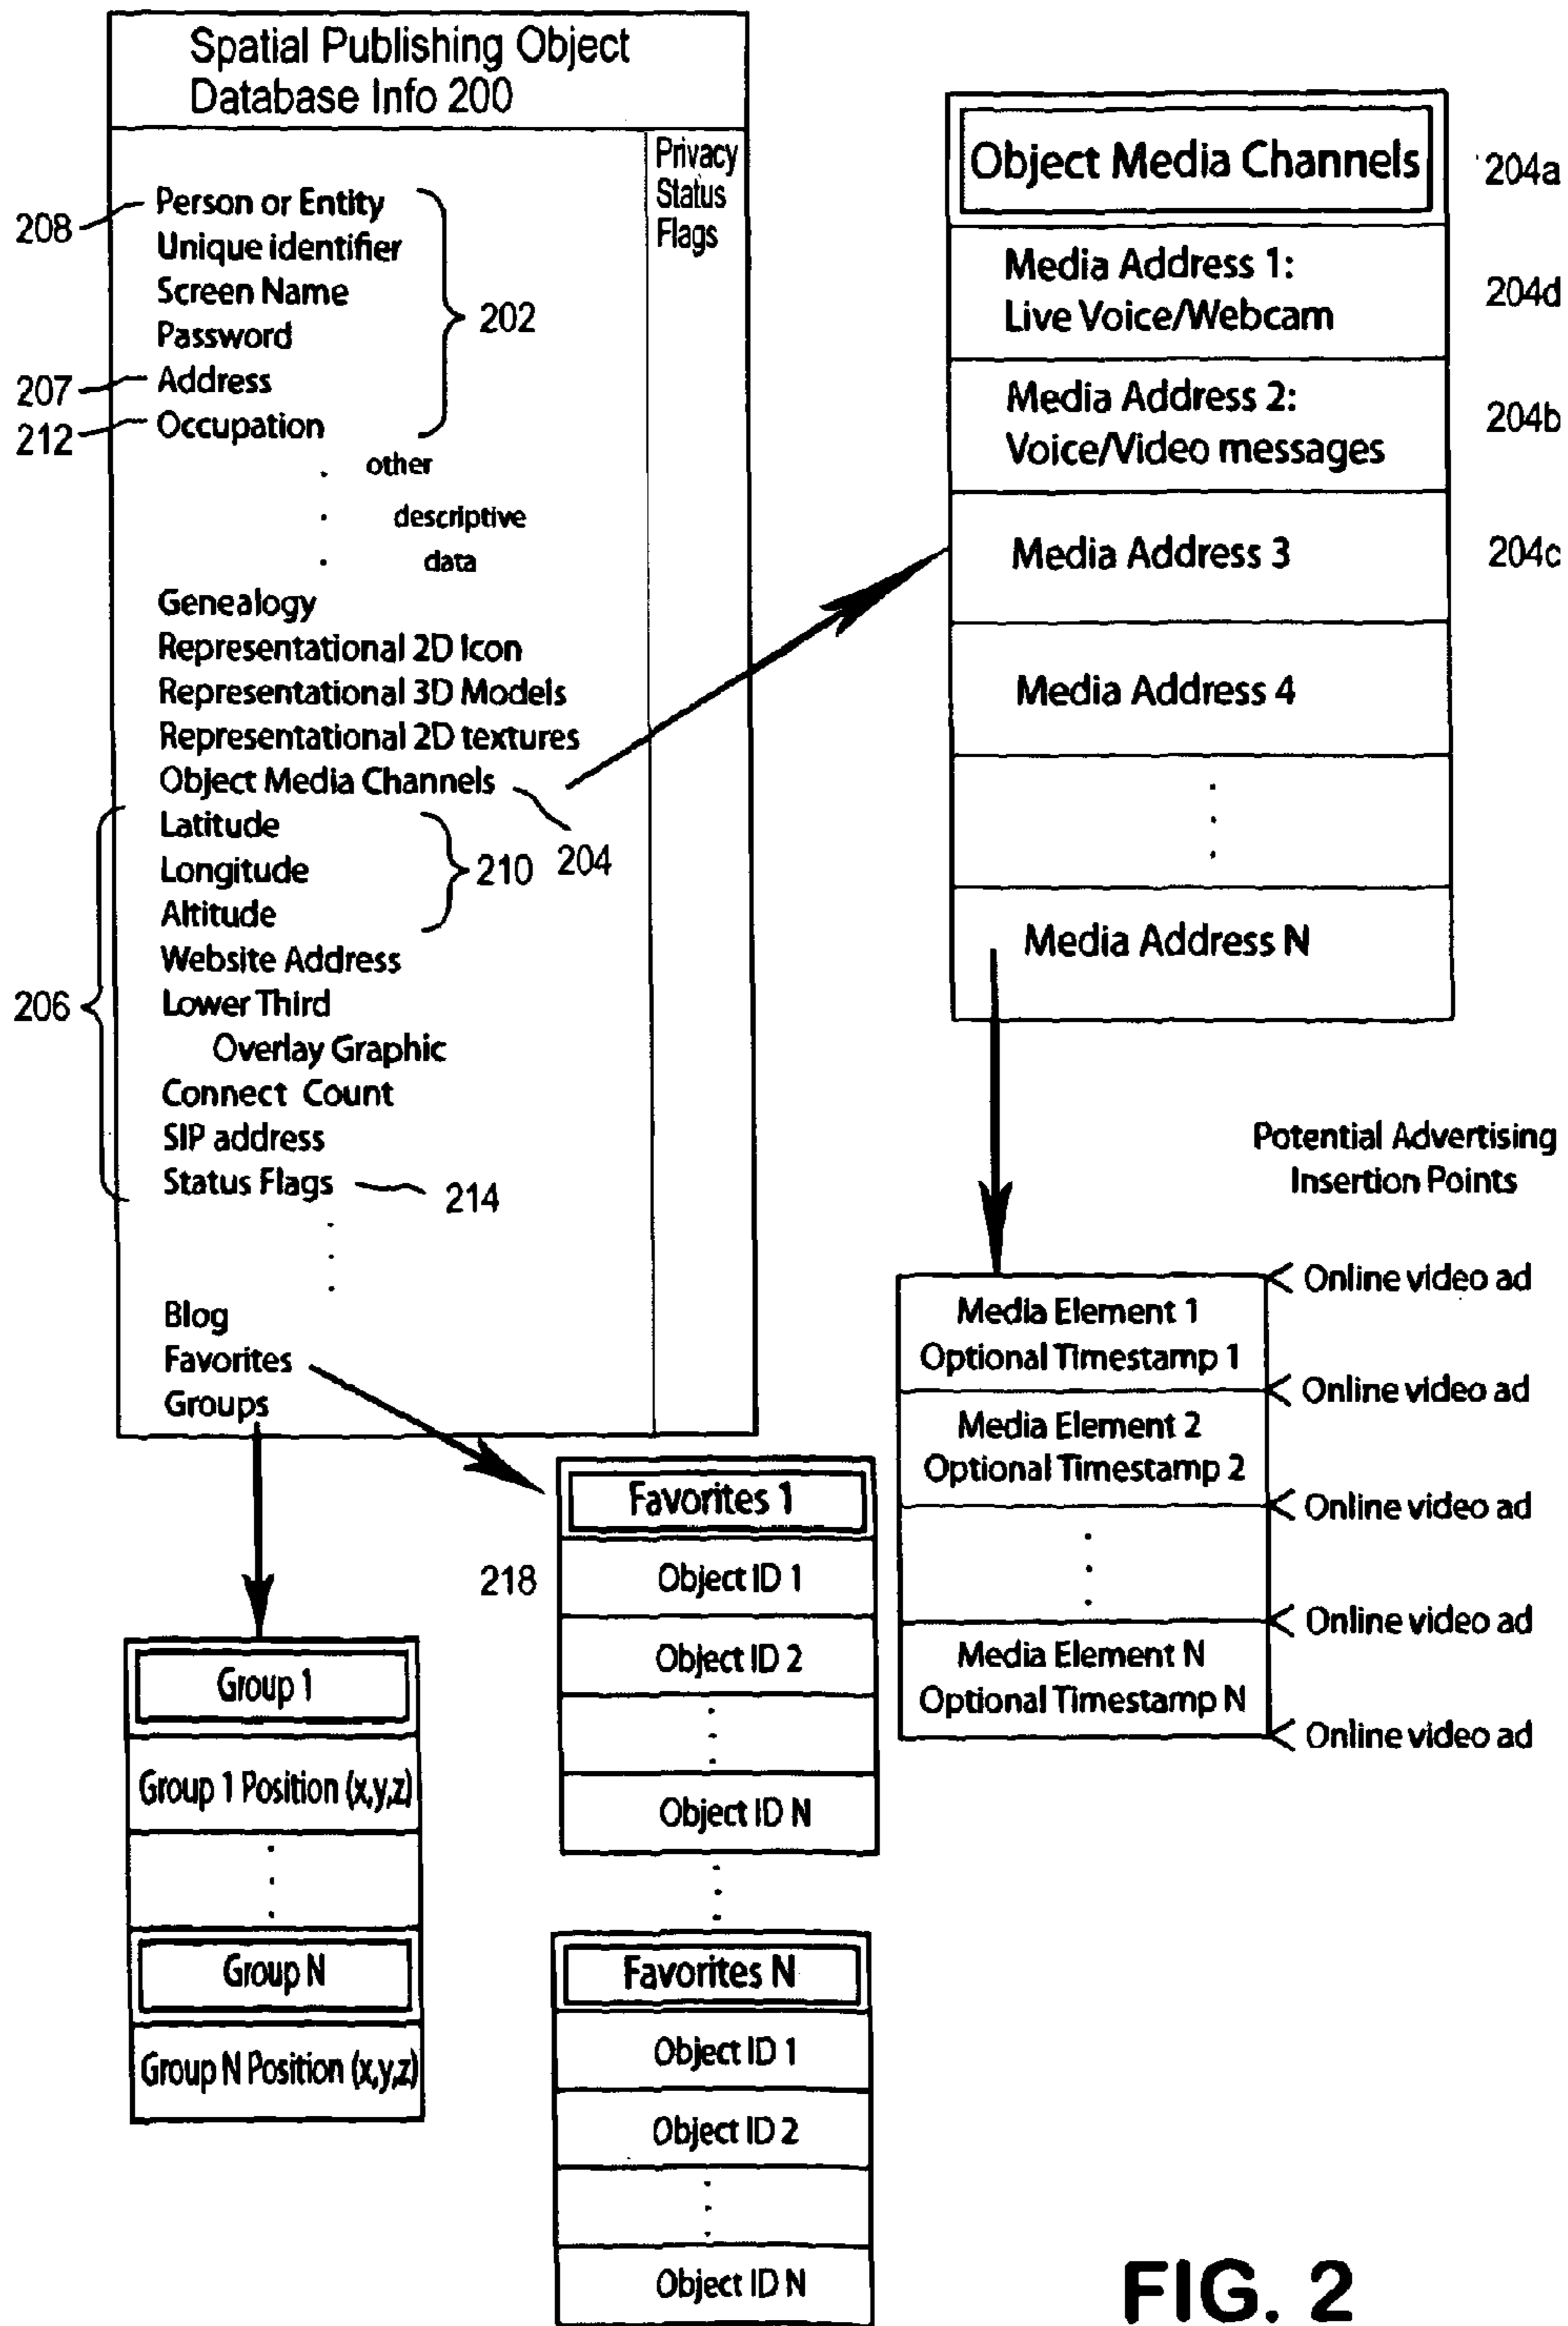 Spatial Publishing Object
Database Info 200
Privacy
Status
Flags
208
Person or Entity
Unique identifier
Screen Name
Password
202
207
Address
212
Occupation
other
descriptive
data
Genealogy
Representational 2D Icon
Representational 3D Models
Representational 2D textures
Object Media Channels
204
206
Latitude
Longitude
Altitude
210
Website Address
Lower Third
Overlay Graphic
Connect Count
SIP address
Status Flags
214
Blog
Favorites
Groups
Object Media Channels
204a
Media Address 1:
Live Voice/Webcam
204d
Media Address 2:
Voice/Video messages
204b
Media Address 3
204c
Media Address 4
Media Address N
Potential Advertising
Insertion Points
Media Element 1
Optional Timestamp 1
Media Element 2
Optional Timestamp 2
Media Element N
Optional Timestamp N
Online video ad
Online video ad
Online video ad
Online video ad
Online video ad
218
Favorites 1
Object ID 1
Object ID 2
Object ID N
Favorites N
Object ID 1
Object ID 2
Object ID N
Group 1
Group 1 Position (x,y,z)
Group N
Group N Position (x,y,z)
FIG. 2